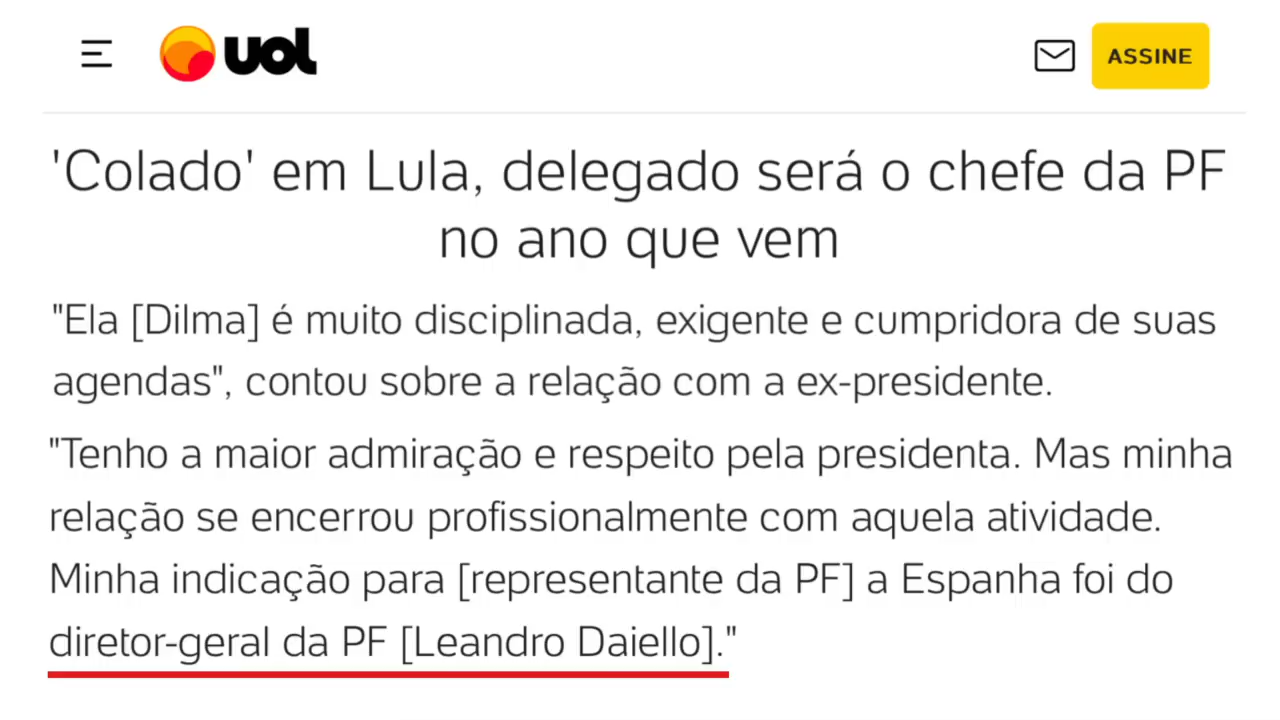 uol
ASSINE
'Colado' em Lula, delegado será o chefe da PF
no ano que vem
"Ela [Dilma] é muito disciplinada, exigente e cumpridora de suas
agendas", contou sobre a relação com a ex-presidente.
"Tenho a maior admiração e respeito pela presidenta. Mas minha
relação se encerrou profissionalmente com aquela atividade.
Minha indicação para [representante da PF] a Espanha foi do
diretor-geral da PF [Leandro Daiello]."